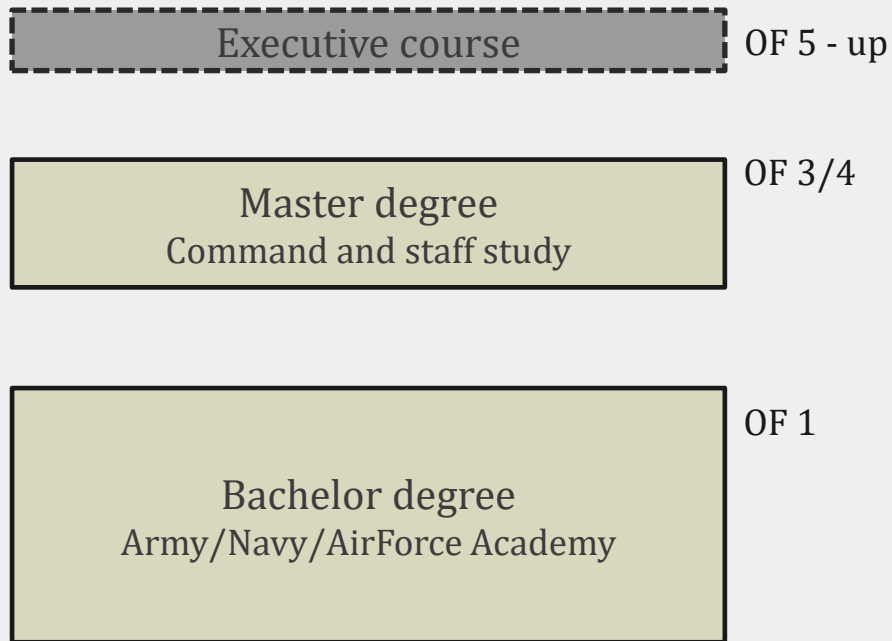 Executive course
OF 5 - up
OF 3/4
Master degree
Command and staff study
OF 1
Bachelor degree
Army/Navy/AirForce Academy